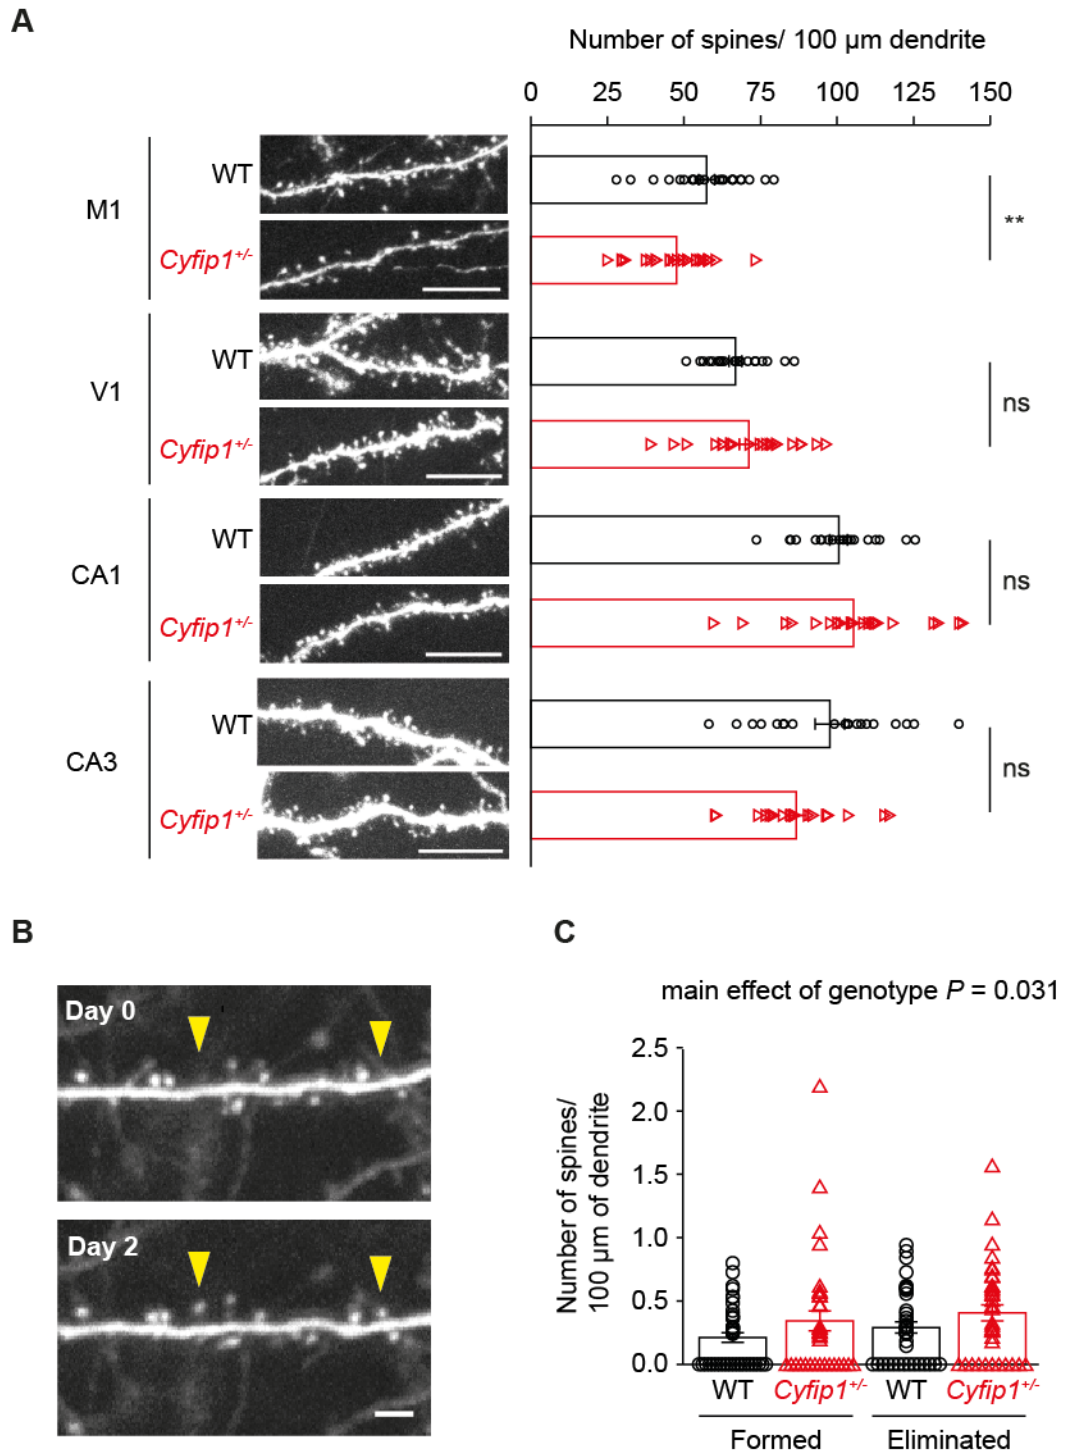 A
Number of spines/ 100 µm dendrite
0 25 50 75 100 125 150
WT
M1
**
Cyfip1+/-
WT
V1
ns
Cyfip1+/-
WT
CA1
ns
Cyfip1+/-
WT
CA3
ns
Cyfip1+/-
B
C
main effect of genotype P = 0.031
Day 0
Day 2
Number of spines/
100 µm of dendrite
2.5
2.0
1.5
1.0
0.5
0.0
WT Cyfip1+/- WT Cyfip1+/-
Formed Eliminated